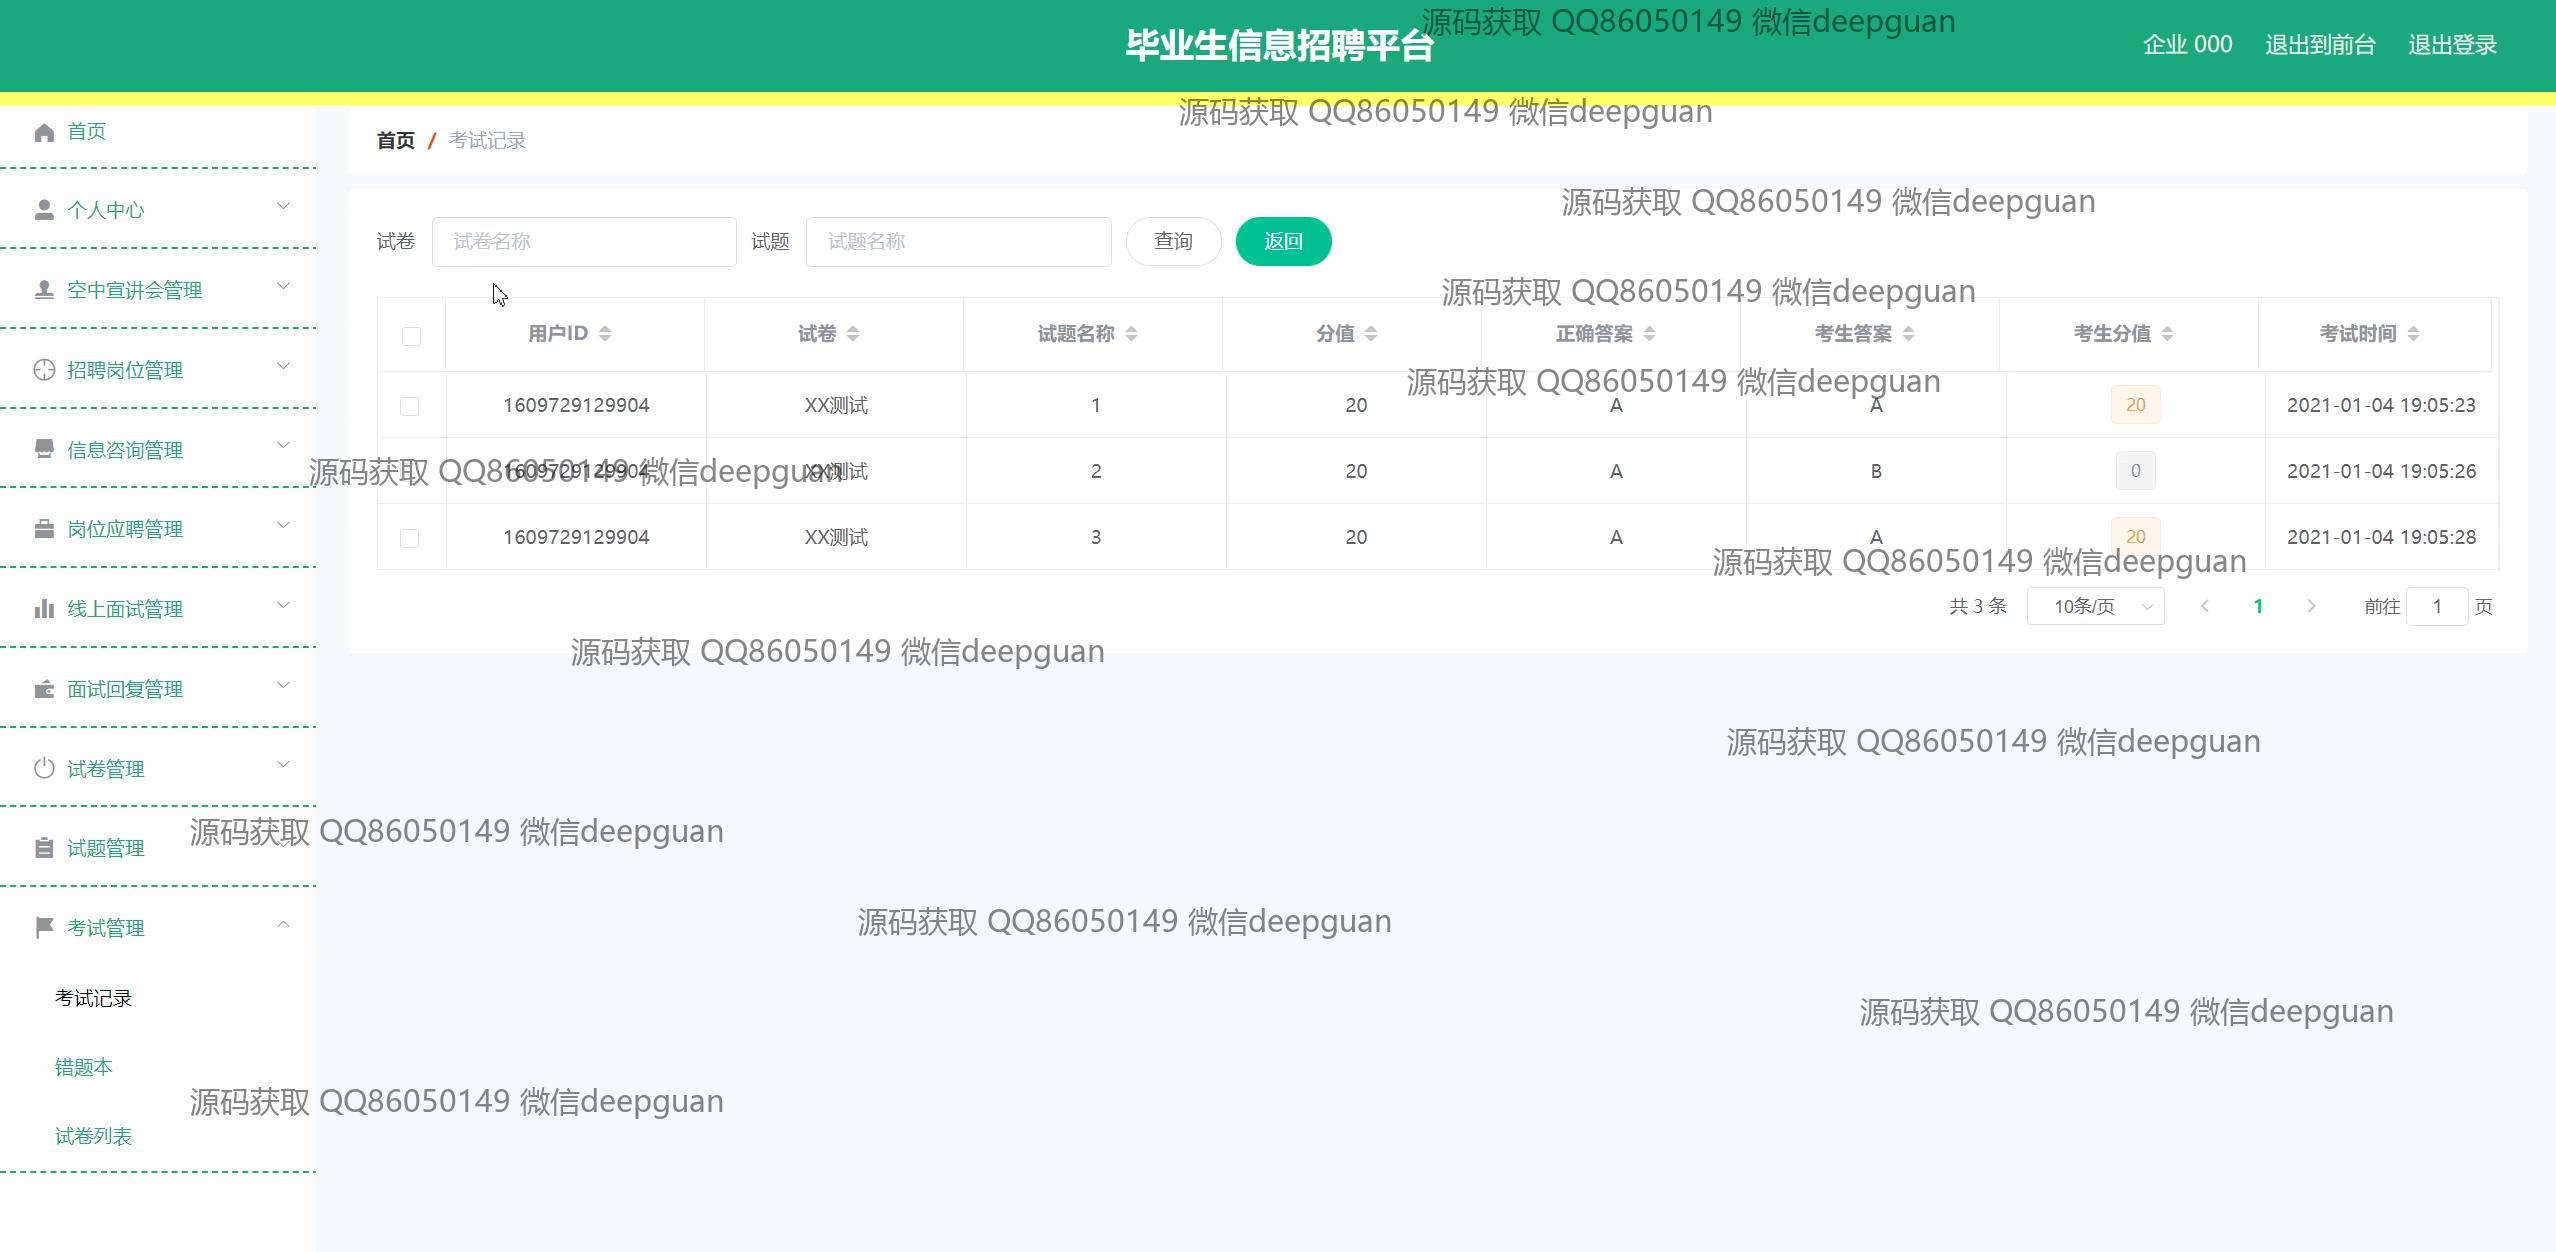 毕业生信息招聘平台
源码获取 QQ86050149 微信deepguan
企业 000 退出到前台 退出登录
源码获取 QQ86050149 微信deepguan
首页
首页 / 考试记录
源码获取 QQ86050149 微信deepguan
个人中心
试卷 试卷名称 试题 试题名称 查询 返回
空中宣讲会管理
源码获取 QQ86050149 微信deepguan
用户ID 试卷 试题名称 分值 正确答案 考生答案 考生分值 考试时间
招聘岗位管理
源码获取 QQ86050149 微信deepguan
1609729129904 XX测试 1 20 A A 20 2021-01-04 19:05:23
信息咨询管理
源码获取 QQ86050149 微信deepguan
1609729129904 XX测试 2 20 A B 0 2021-01-04 19:05:26
岗位应聘管理
1609729129904 XX测试 3 20 A A 20 2021-01-04 19:05:28
源码获取 QQ86050149 微信deepguan
线上面试管理
共 3 条 10条/页 1 前往 1 页
源码获取 QQ86050149 微信deepguan
面试回复管理
源码获取 QQ86050149 微信deepguan
试卷管理
源码获取 QQ86050149 微信deepguan
试题管理
源码获取 QQ86050149 微信deepguan
考试管理
考试记录
源码获取 QQ86050149 微信deepguan
错题本
源码获取 QQ86050149 微信deepguan
试卷列表